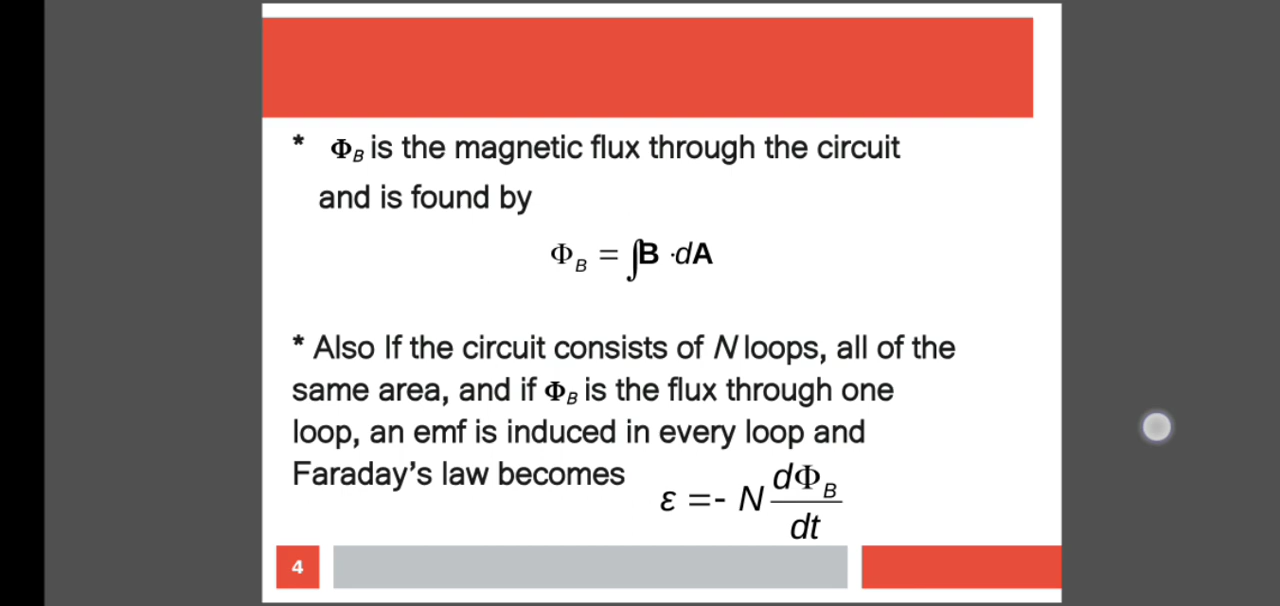 * Φ_B is the magnetic flux through the circuit
and is found by
Φ_B = ∫B ·dA
* Also If the circuit consists of N loops, all of the
same area, and if Φ_B is the flux through one
loop, an emf is induced in every loop and
Faraday’s law becomes
ε =- N dΦ_B/dt
4